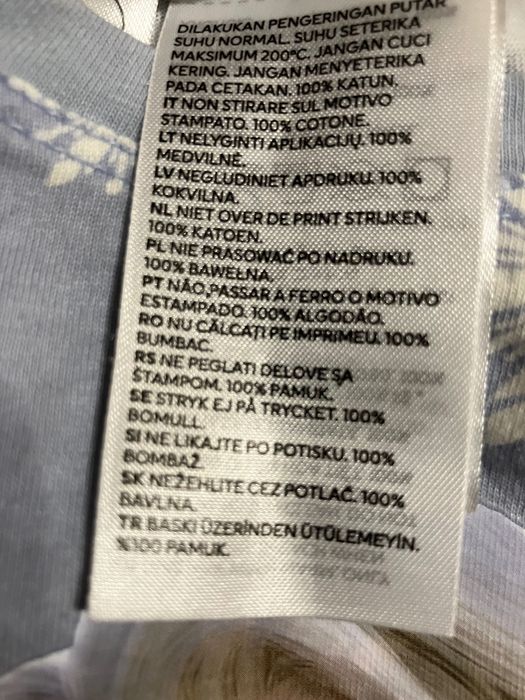 DILAKUKAN PENGERINGAN PUTAR
SUHU NORMAL. SUHU SETERIKA
MAKSIMUM 200°C. JANGAN CUCI
KERING. JANGAN MENYETERIKA
PADA CETAKAN. 100% KATUN.
IT NON STIRARE SUL MOTIVO
STAMPATO. 100% COTONE.
LT NELYGINTI APLIKACIJŲ. 100%
MEDVILNĖ.
LV NEGLUDINIET APDRUKU. 100%
KOKVILNA.
NL NIET OVER DE PRINT STRIJKEN.
100% KATOEN.
PL NIE PRASOWAĆ PO NADRUKU.
100% BAWEŁNA.
PT NÃO PASSAR A FERRO O MOTIVO
ESTAMPADO. 100% ALGODÃO.
RO NU CĂLCAȚI PE IMPRIMEU. 100%
BUMBAC.
RS NE PEGLATI DELOVE SA
ŠTAMPOM. 100% PAMUK.
SE STRYK EJ PÅ TRYCKET. 100%
BOMULL.
SI NE LIKAJTE PO POTISKU. 100%
BOMBAŽ.
SK NEŽEHLITE CEZ POTLAČ. 100%
BAVLNA.
TR BASKI ÜZERİNDEN ÜTÜLEMEYİN.
%100 PAMUK.